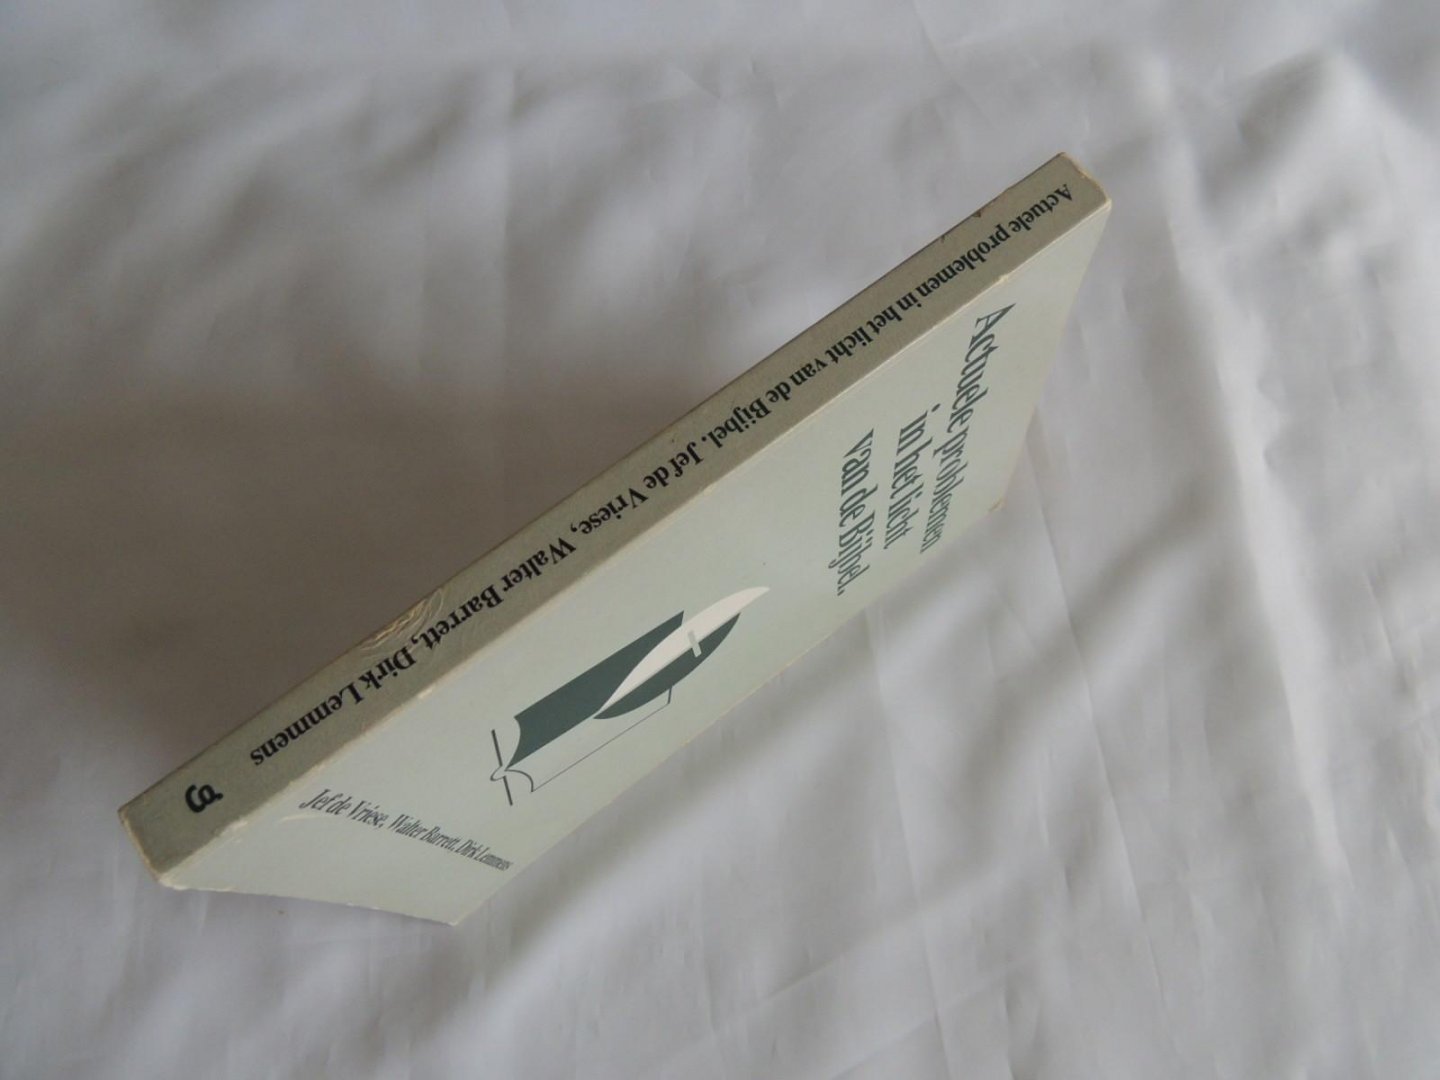 Actuele problemen in het licht van de Bijbel. Jef de Vriese, Walter Barrett, Dirk Lemmens
Actuele problemen
in het licht
van de Bijbel.
Jef de Vriese, Walter Barrett, Dirk Lemmens